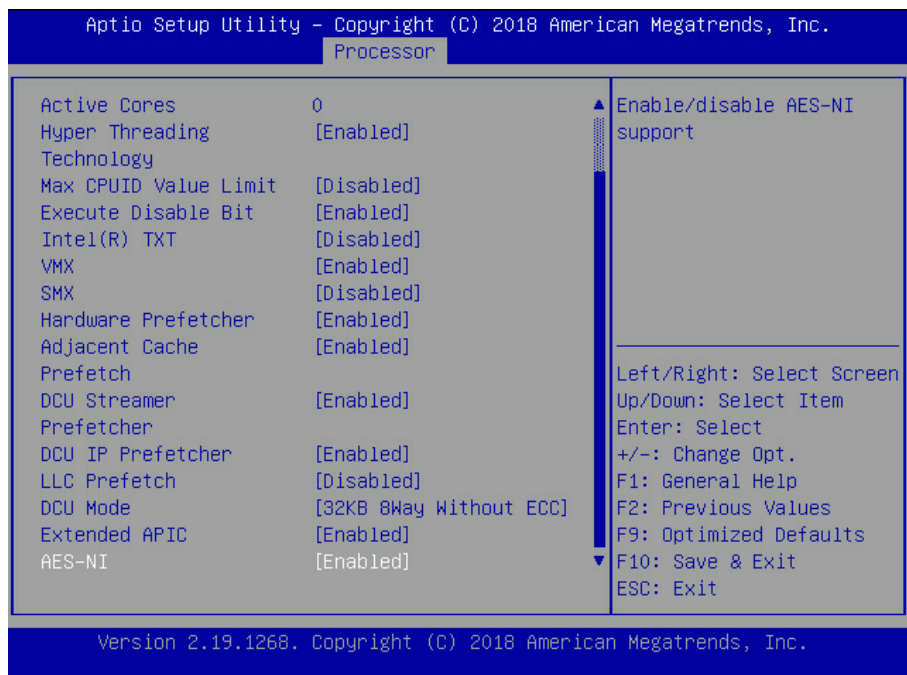 Aptio Setup Utility – Copyright (C) 2018 American Megatrends, Inc.
Processor
Active Cores 0
Hyper Threading [Enabled]
Technology
Max CPUID Value Limit [Disabled]
Execute Disable Bit [Enabled]
Intel(R) TXT [Disabled]
VMX [Enabled]
SMX [Disabled]
Hardware Prefetcher [Enabled]
Adjacent Cache [Enabled]
Prefetch
DCU Streamer [Enabled]
Prefetcher
DCU IP Prefetcher [Enabled]
LLC Prefetch [Disabled]
DCU Mode [32KB 8Way Without ECC]
Extended APIC [Enabled]
AES-NI [Enabled]
Enable/disable AES-NI
support
Left/Right: Select Screen
Up/Down: Select Item
Enter: Select
+/-: Change Opt.
F1: General Help
F2: Previous Values
F9: Optimized Defaults
F10: Save & Exit
ESC: Exit
Version 2.19.1268. Copyright (C) 2018 American Megatrends, Inc.